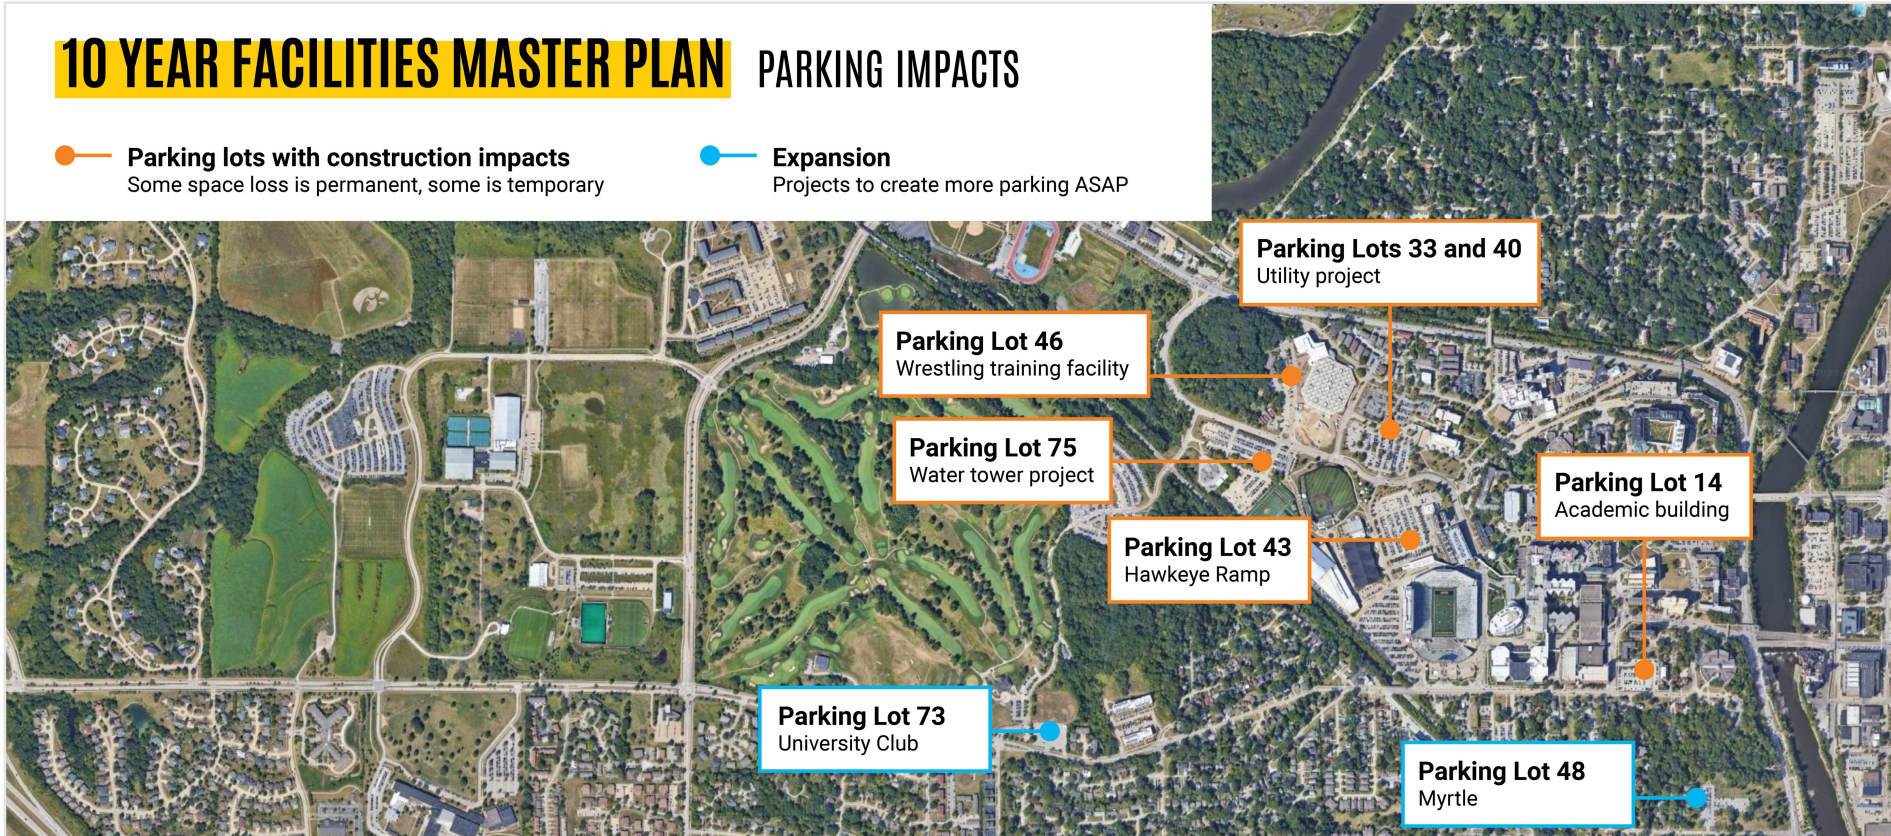 10 YEAR FACILITIES MASTER PLAN PARKING IMPACTS
Parking lots with construction impacts
Some space loss is permanent, some is temporary
Expansion
Projects to create more parking ASAP
Parking Lots 33 and 40
Utility project
Parking Lot 46
Wrestling training facility
Parking Lot 75
Water tower project
Parking Lot 14
Academic building
Parking Lot 43
Hawkeye Ramp
Parking Lot 73
University Club
Parking Lot 48
Myrtle